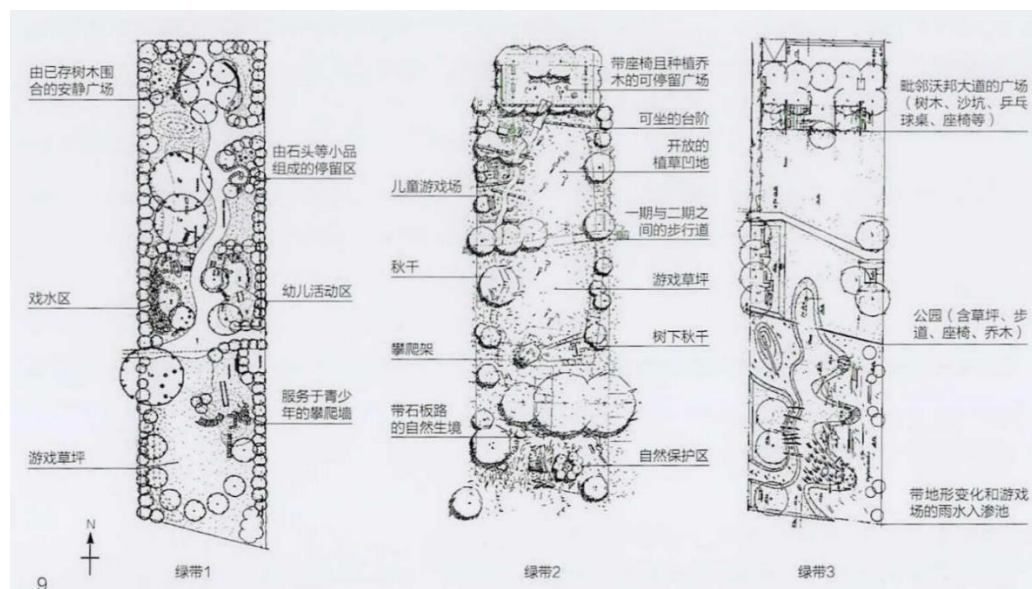 由已存树木围
合的安静广场
由石头等小品
组成的停留区
戏水区
幼儿活动区
服务于青少
年的攀爬墙
游戏草坪
N
9
绿带1
带座椅且种植乔
木的可停留广场
可坐的台阶
开放的
植草凹地
儿童游戏场
一期与二期之
间的步行道
秋千
游戏草坪
攀爬架
树下秋千
带石板路
的自然生境
自然保护区
绿带2
毗邻沃邦大道的广场
（树木、沙坑、乒乓
球桌、座椅等）
公园（含草坪、步
道、座椅、乔木）
带地形变化和游戏
场的雨水入渗池
绿带3